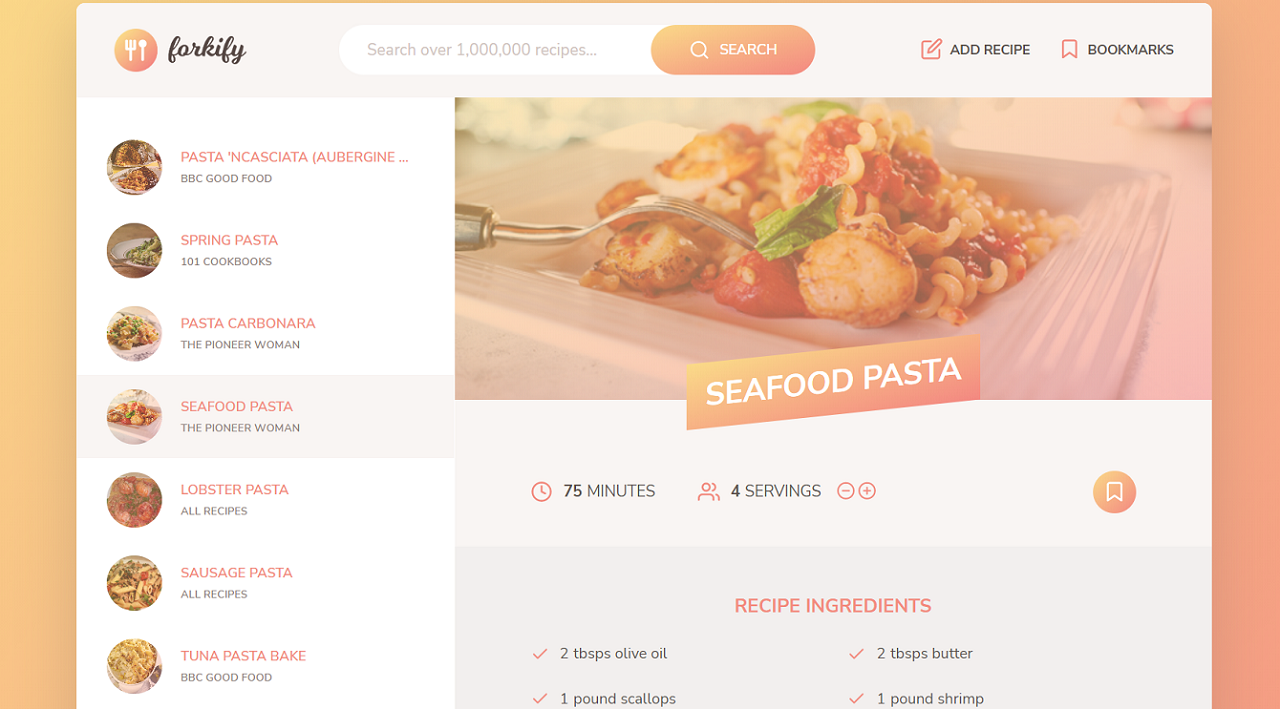 forkify
Search over 1,000,000 recipes...
SEARCH
ADD RECIPE
BOOKMARKS
PASTA 'NCASCIATA (AUBERGINE ...
BBC GOOD FOOD
SPRING PASTA
101 COOKBOOKS
PASTA CARBONARA
THE PIONEER WOMAN
SEAFOOD PASTA
THE PIONEER WOMAN
LOBSTER PASTA
ALL RECIPES
SAUSAGE PASTA
ALL RECIPES
TUNA PASTA BAKE
BBC GOOD FOOD
SEAFOOD PASTA
75 MINUTES
4 SERVINGS
RECIPE INGREDIENTS
2 tbsps olive oil
2 tbsps butter
1 pound scallops
1 pound shrimp